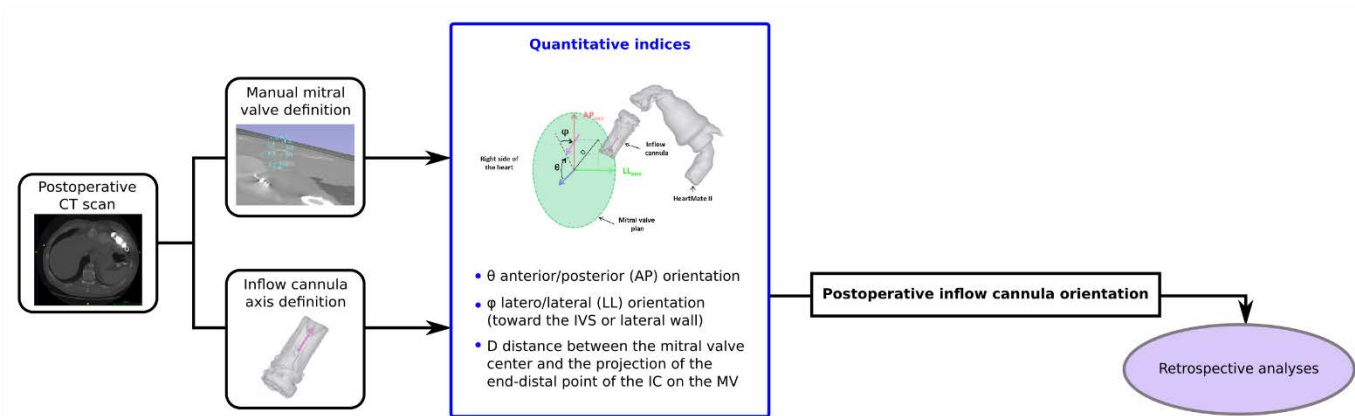 Postoperative
CT scan
Manual mitral
valve definition
Inflow cannula
axis definition
Quantitative indices
AP
φ
D
θ
Right side of
the heart
Inflow
cannula
HeartMate II
Mitral valve
plan
• θ anterior/posterior (AP) orientation
• φ latero/lateral (LL) orientation
(toward the IVS or lateral wall)
• D distance between the mitral valve
center and the projection of the
end-distal point of the IC on the MV
Postoperative inflow cannula orientation
Retrospective analyses